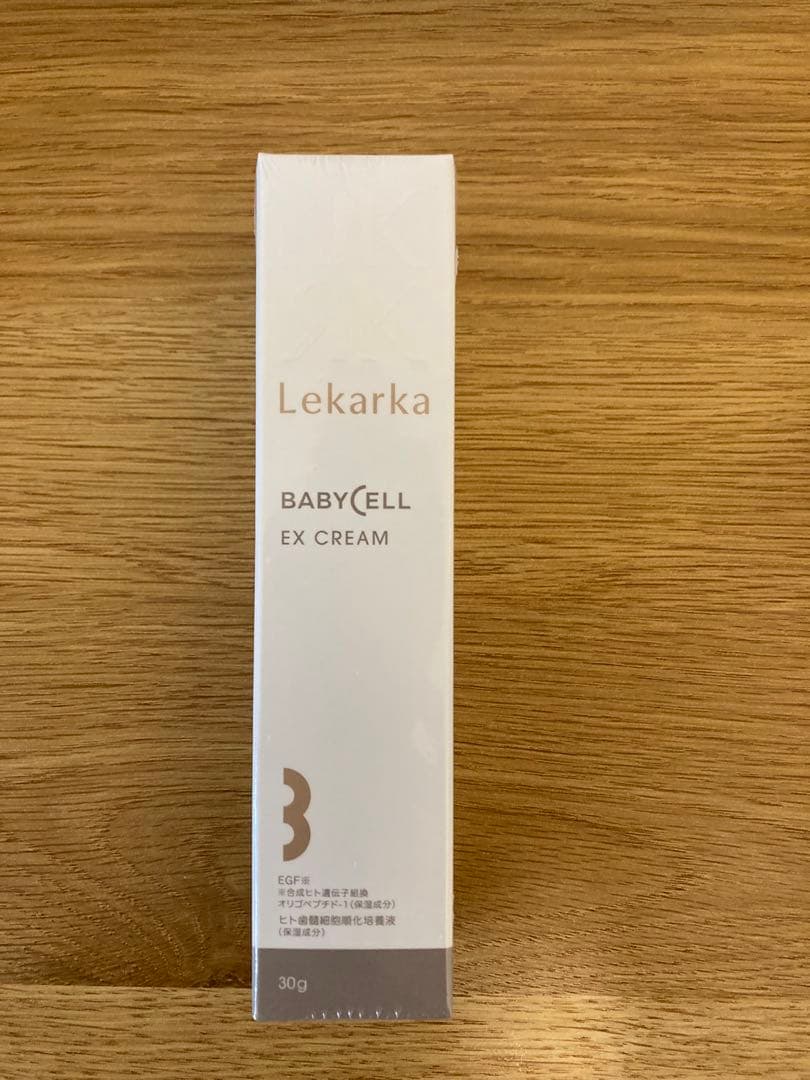 Lekarka
BABYCELL
EX CREAM
EGF※
※合成ヒト遺伝子組換
オリゴペプチド-1(保湿成分)
ヒト歯髄細胞順化培養液
(保湿成分)
30g